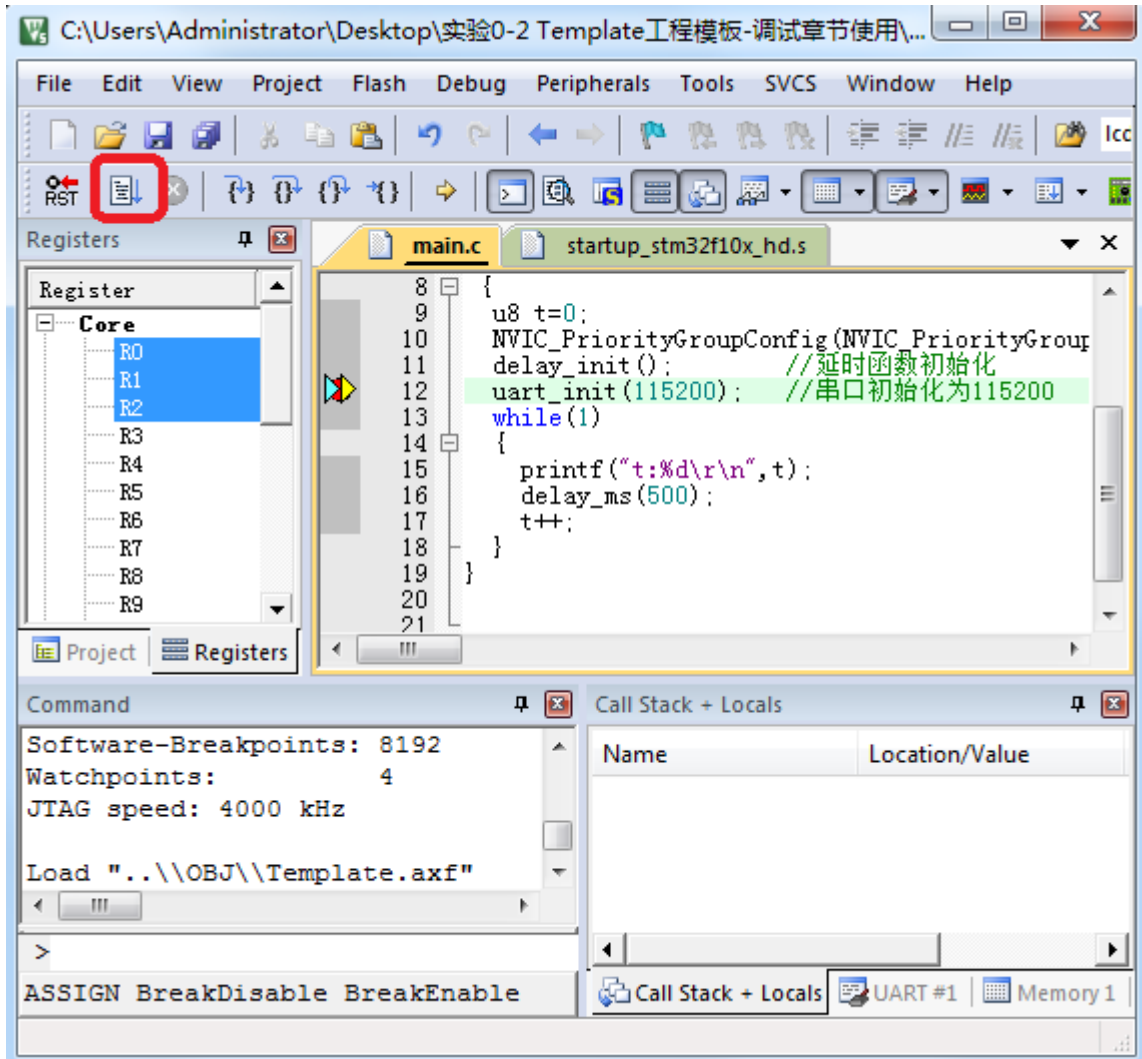 C:\Users\Administrator\Desktop\实验0-2 Template工程模板-调试章节使用\...
File Edit View Project Flash Debug Peripherals Tools SVCS Window Help
Icc
RST
Registers
main.c
startup_stm32f10x_hd.s
Register
Core
R0
R1
R2
R3
R4
R5
R6
R7
R8
R9
Project
Registers
8 {
9 u8 t=0;
10 NVIC_PriorityGroupConfig(NVIC_PriorityGroup
11 delay_init(); //延时函数初始化
12 uart_init(115200); //串口初始化为115200
13 while(1)
14 {
15 printf("t:%d\r\n",t);
16 delay_ms(500);
17 t++;
18 }
19 }
20
21
Command
Software-Breakpoints: 8192
Watchpoints: 4
JTAG speed: 4000 kHz
Load "..\\OBJ\\Template.axf"
>
ASSIGN BreakDisable BreakEnable
Call Stack + Locals
Name Location/Value
Call Stack + Locals UART #1 Memory 1